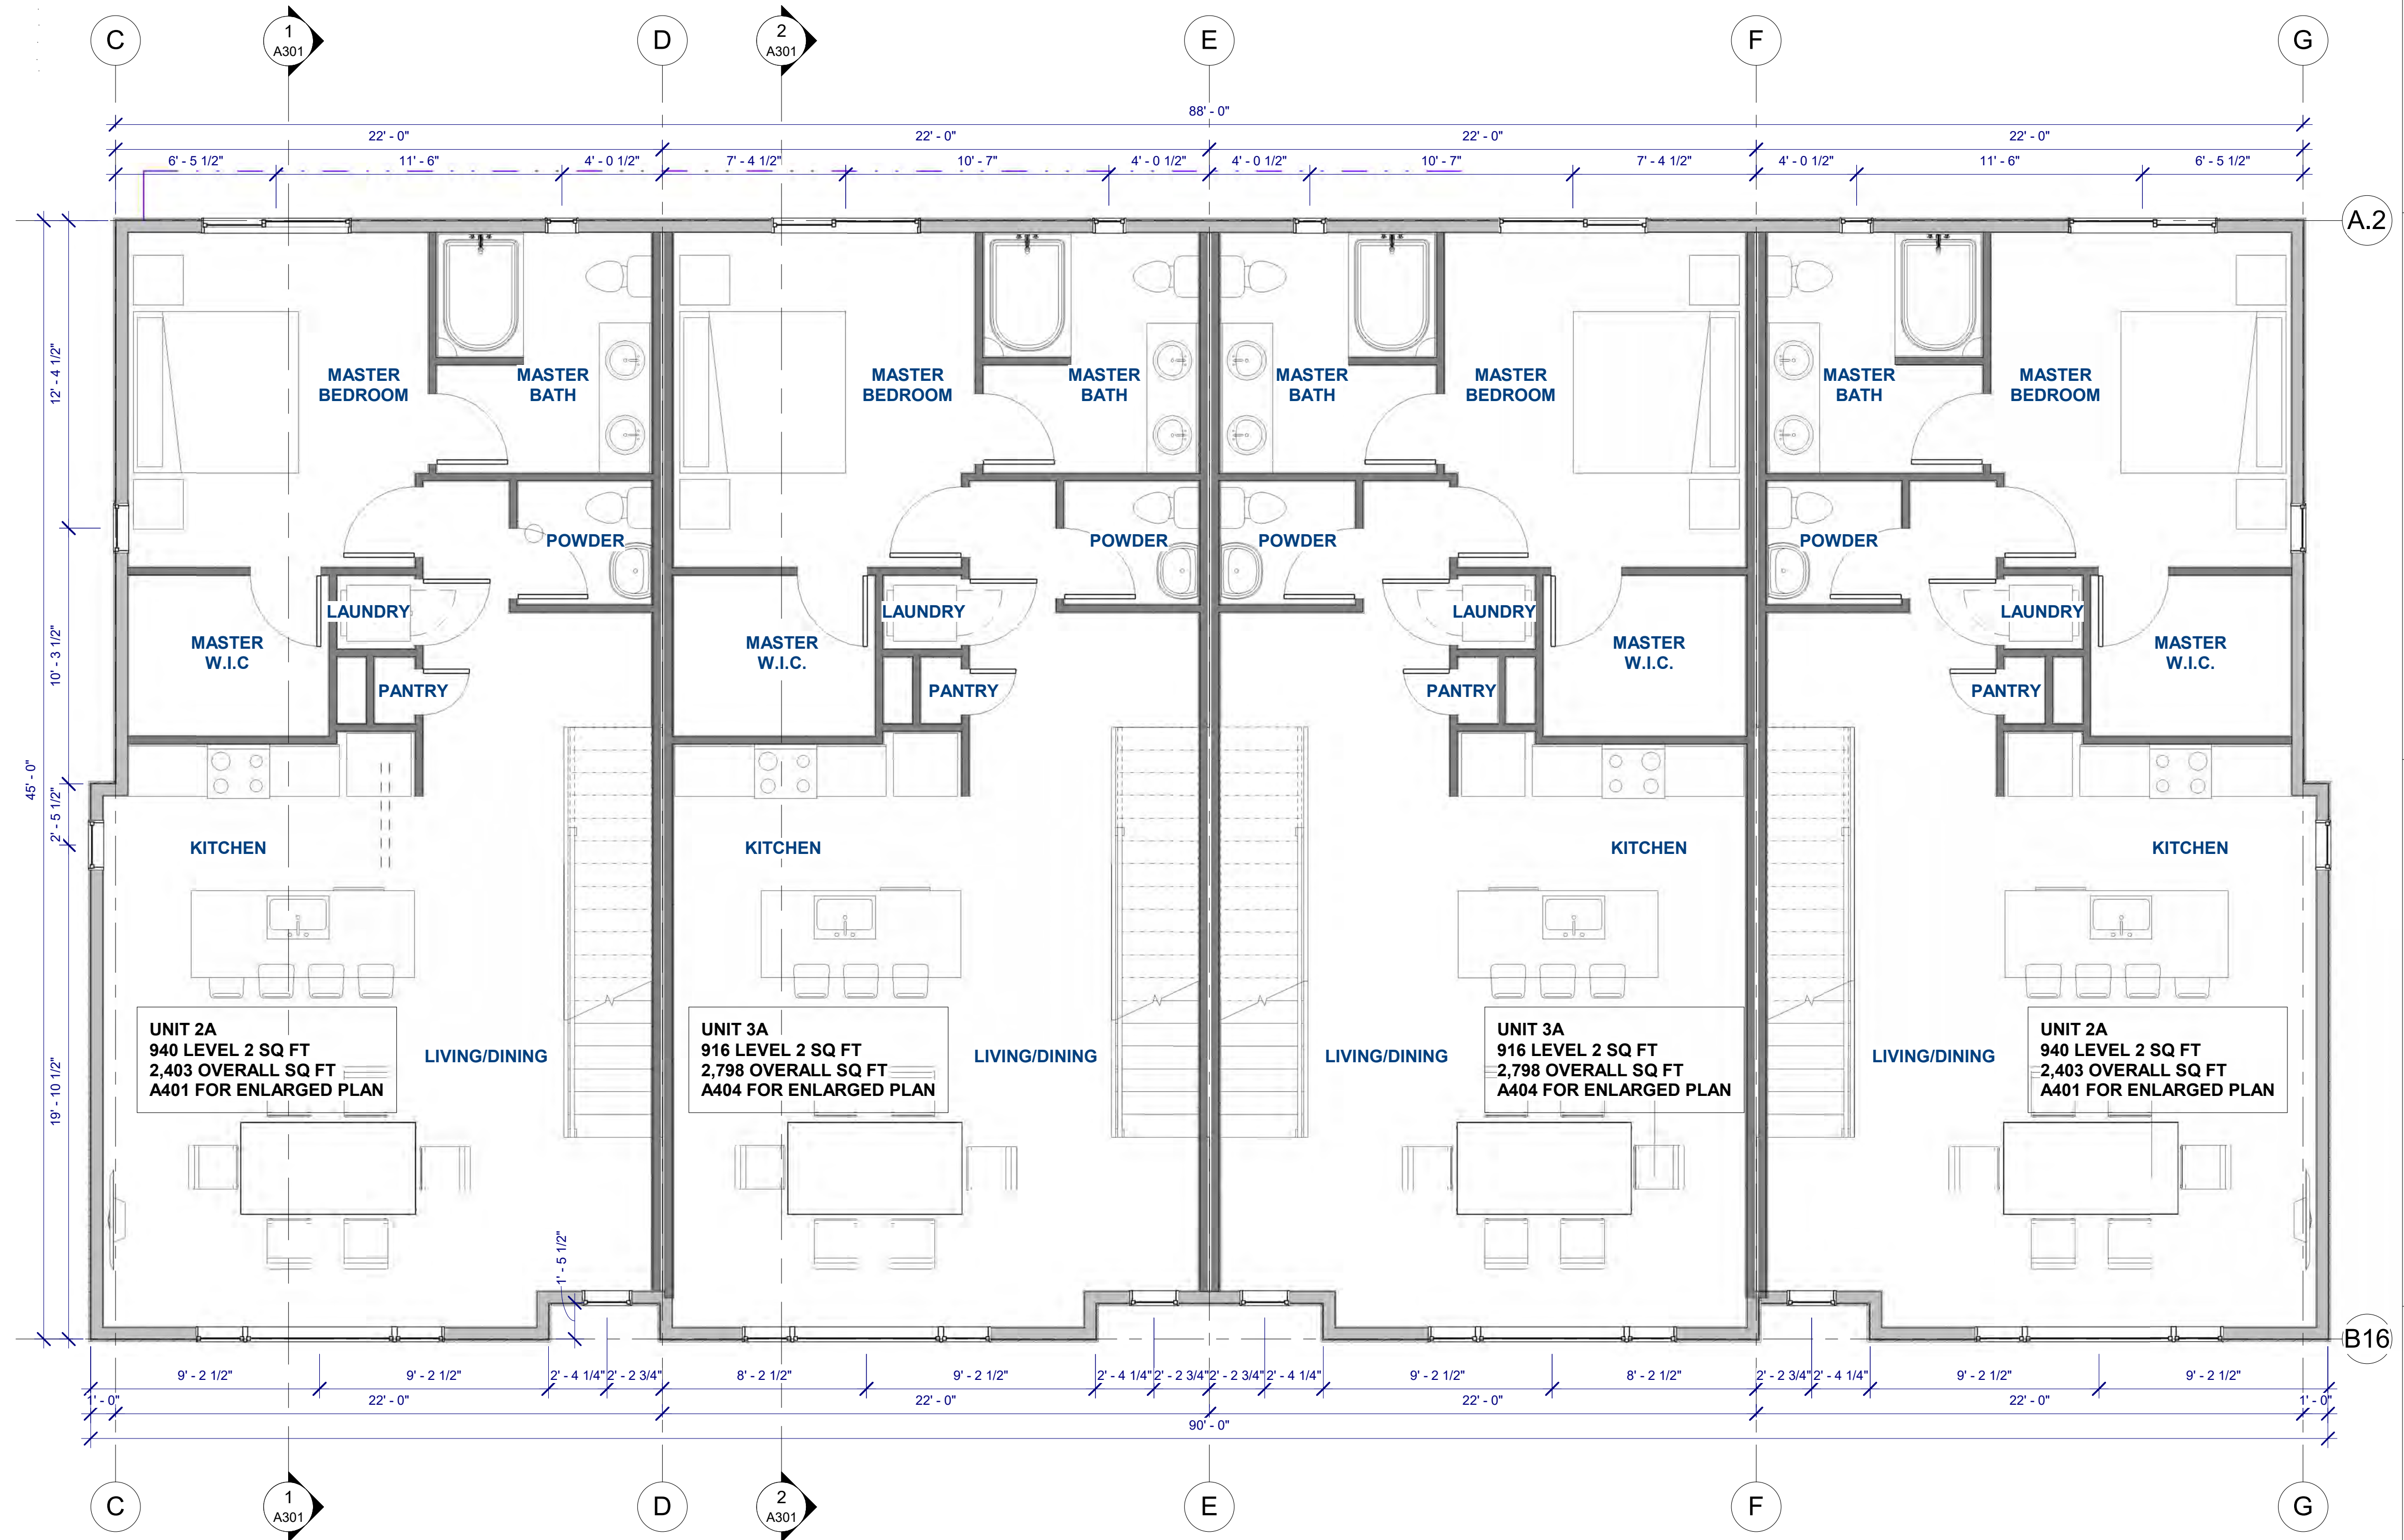 C
1
A301
D
2
A301
E
F
G
88' - 0"
22' - 0"
22' - 0"
22' - 0"
22' - 0"
6' - 5 1/2"
11' - 6"
4' - 0 1/2"
7' - 4 1/2"
10' - 7"
4' - 0 1/2"
4' - 0 1/2"
10' - 7"
7' - 4 1/2"
4' - 0 1/2"
11' - 6"
6' - 5 1/2"
A.2
12' - 4 1/2"
10' - 3 1/2"
45' - 0"
2' - 5 1/2"
19' - 10 1/2"
MASTER
BEDROOM
MASTER
BATH
MASTER
BEDROOM
MASTER
BATH
MASTER
BATH
MASTER
BEDROOM
MASTER
BATH
MASTER
BEDROOM
POWDER
POWDER
POWDER
POWDER
LAUNDRY
LAUNDRY
LAUNDRY
LAUNDRY
MASTER
W.I.C
MASTER
W.I.C.
MASTER
W.I.C.
MASTER
W.I.C.
PANTRY
PANTRY
PANTRY
PANTRY
KITCHEN
KITCHEN
KITCHEN
KITCHEN
UNIT 2A
940 LEVEL 2 SQ FT
2,403 OVERALL SQ FT
A401 FOR ENLARGED PLAN
LIVING/DINING
UNIT 3A
916 LEVEL 2 SQ FT
2,798 OVERALL SQ FT
A404 FOR ENLARGED PLAN
LIVING/DINING
LIVING/DINING
UNIT 3A
916 LEVEL 2 SQ FT
2,798 OVERALL SQ FT
A404 FOR ENLARGED PLAN
LIVING/DINING
UNIT 2A
940 LEVEL 2 SQ FT
2,403 OVERALL SQ FT
A401 FOR ENLARGED PLAN
1' - 5 1/2"
B16
9' - 2 1/2"
9' - 2 1/2"
2' - 4 1/4"
2' - 2 3/4"
8' - 2 1/2"
9' - 2 1/2"
2' - 4 1/4"
2' - 2 3/4"
2' - 2 3/4"
2' - 4 1/4"
9' - 2 1/2"
8' - 2 1/2"
2' - 2 3/4"
2' - 4 1/4"
9' - 2 1/2"
9' - 2 1/2"
1' - 0"
22' - 0"
22' - 0"
22' - 0"
22' - 0"
1' - 0"
90' - 0"
C
1
A301
D
2
A301
E
F
G